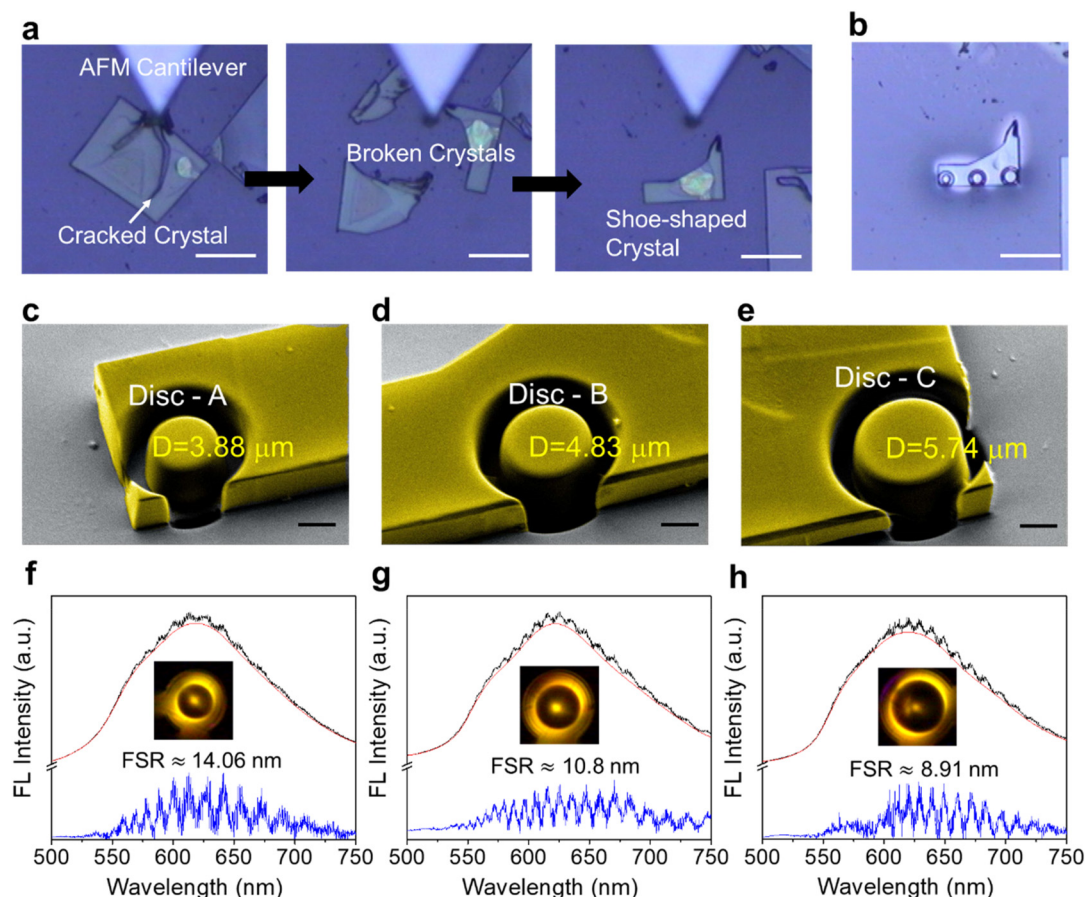 a
AFM Cantilever
Cracked Crystal
Broken Crystals
Shoe-shaped
Crystal
b
c
Disc - A
D=3.88 μm
d
Disc - B
D=4.83 μm
e
Disc - C
D=5.74 μm
f
FL Intensity (a.u.)
FSR ≈ 14.06 nm
500 550 600 650 700 750
Wavelength (nm)
g
FL Intensity (a.u.)
FSR ≈ 10.8 nm
500 550 600 650 700 750
Wavelength (nm)
h
FL Intensity (a.u.)
FSR ≈ 8.91 nm
500 550 600 650 700 750
Wavelength (nm)